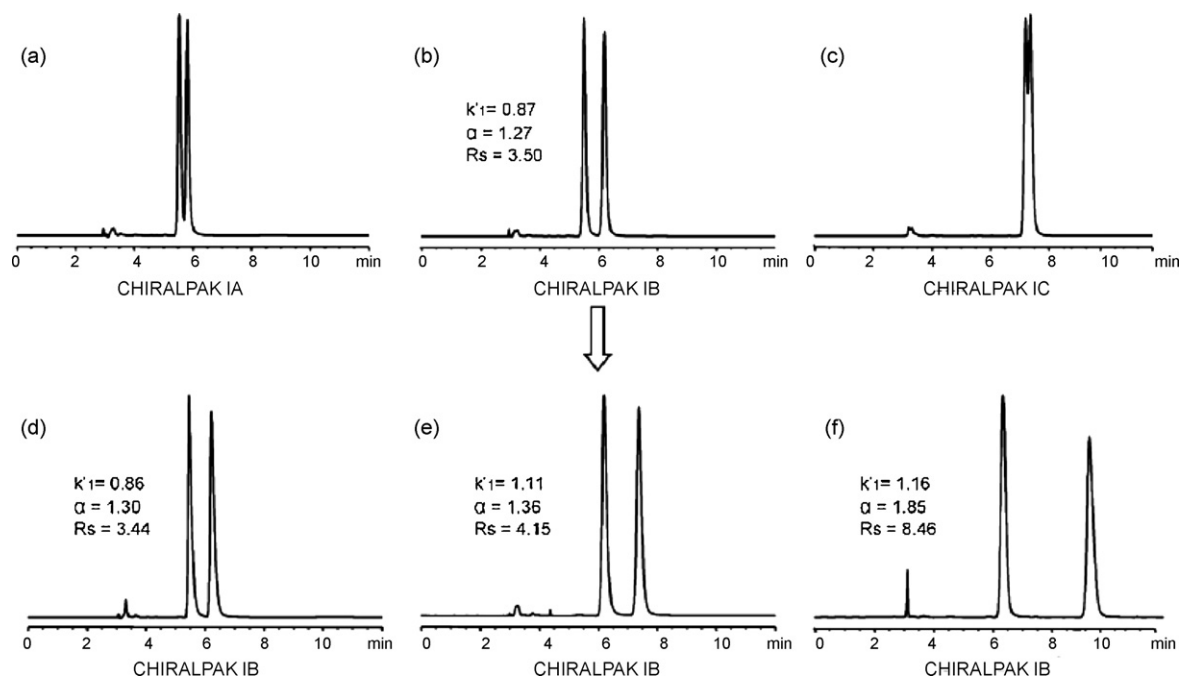 (a)
0 2 4 6 8 10 min
CHIRALPAK IA
(b)
k'1= 0.87
α = 1.27
Rs = 3.50
0 2 4 6 8 10 min
CHIRALPAK IB
(c)
0 2 4 6 8 10 min
CHIRALPAK IC
(d)
k'1= 0.86
α = 1.30
Rs = 3.44
0 2 4 6 8 10 min
CHIRALPAK IB
(e)
k'1= 1.11
α = 1.36
Rs = 4.15
0 2 4 6 8 10 min
CHIRALPAK IB
(f)
k'1= 1.16
α = 1.85
Rs = 8.46
0 2 4 6 8 10 min
CHIRALPAK IB